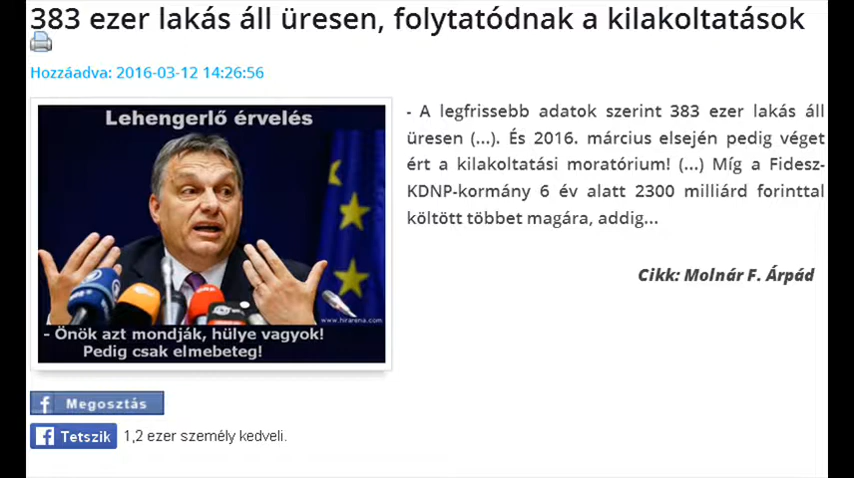 383 ezer lakás áll üresen, folytatódnak a kilakoltatások
Hozzáadva: 2016-03-12 14:26:56
Lehengerlő érvelés
www.hirarena.com
- Önök azt mondják, hülye vagyok!
Pedig csak elmebeteg!
- A legfrissebb adatok szerint 383 ezer lakás áll
üresen (...). És 2016. március elsején pedig véget
ért a kilakoltatási moratórium! (...) Míg a Fidesz-
KDNP-kormány 6 év alatt 2300 milliárd forinttal
költött többet magára, addig...
Cikk: Molnár F. Árpád
f Megosztás
f Tetszik 1,2 ezer személy kedveli.